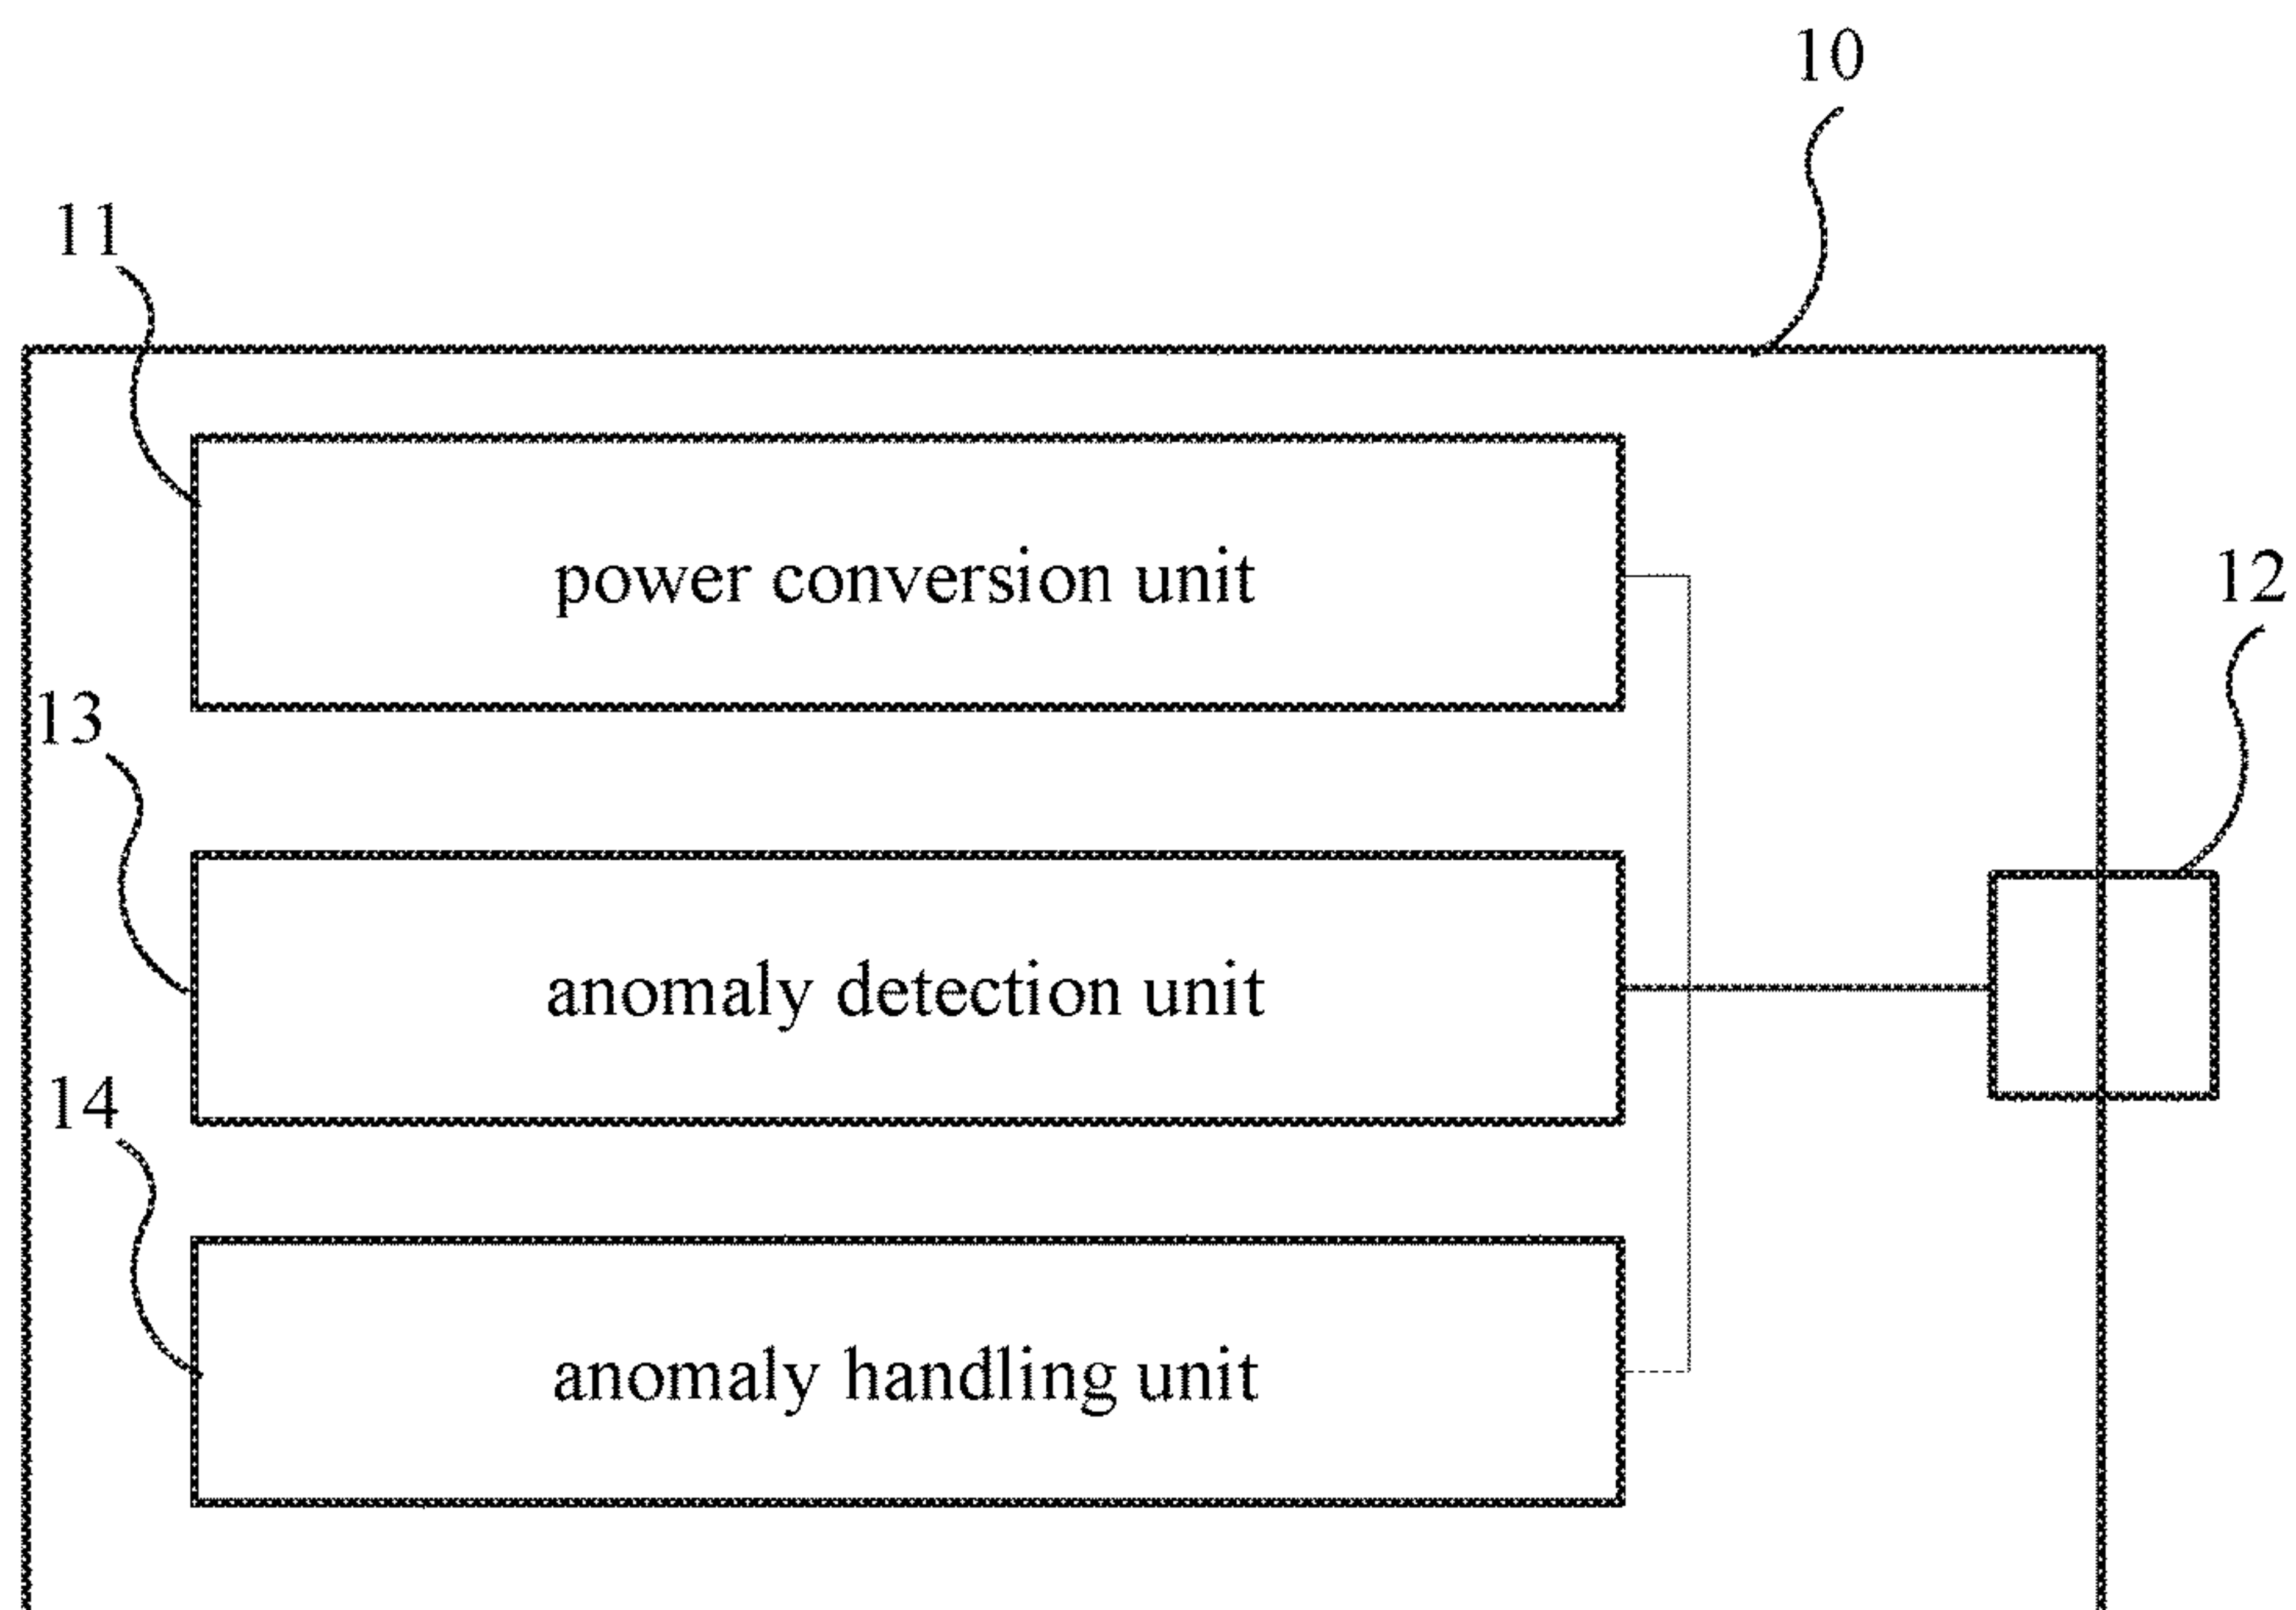 10
11
power conversion unit
12
13
anomaly detection unit
14
anomaly handling unit